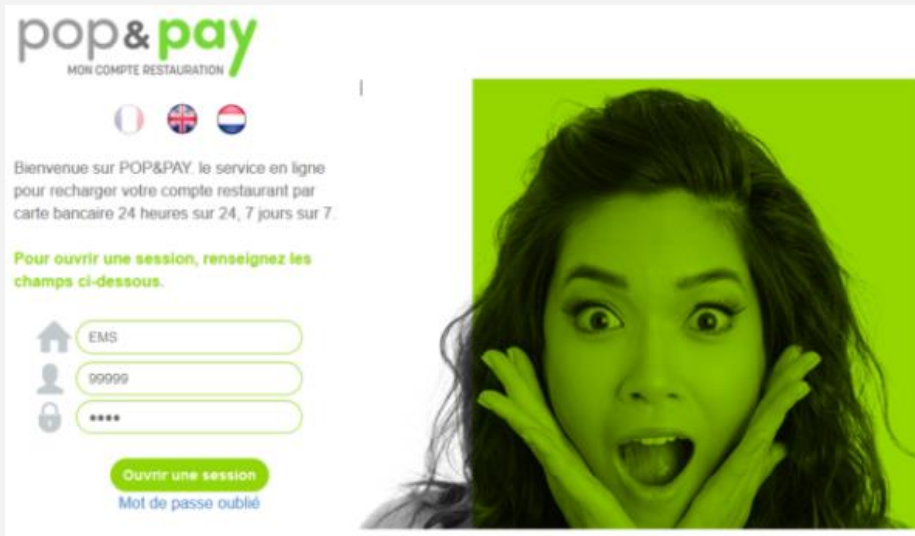 pop&pay
MON COMPTE RESTAURATION
Bienvenue sur POP&PAY. le service en ligne
pour recharger votre compte restaurant par
carte bancaire 24 heures sur 24, 7 jours sur 7.
Pour ouvrir une session, renseignez les
champs ci-dessous.
EMS
99999
••••
Ouvrir une session
Mot de passe oublié